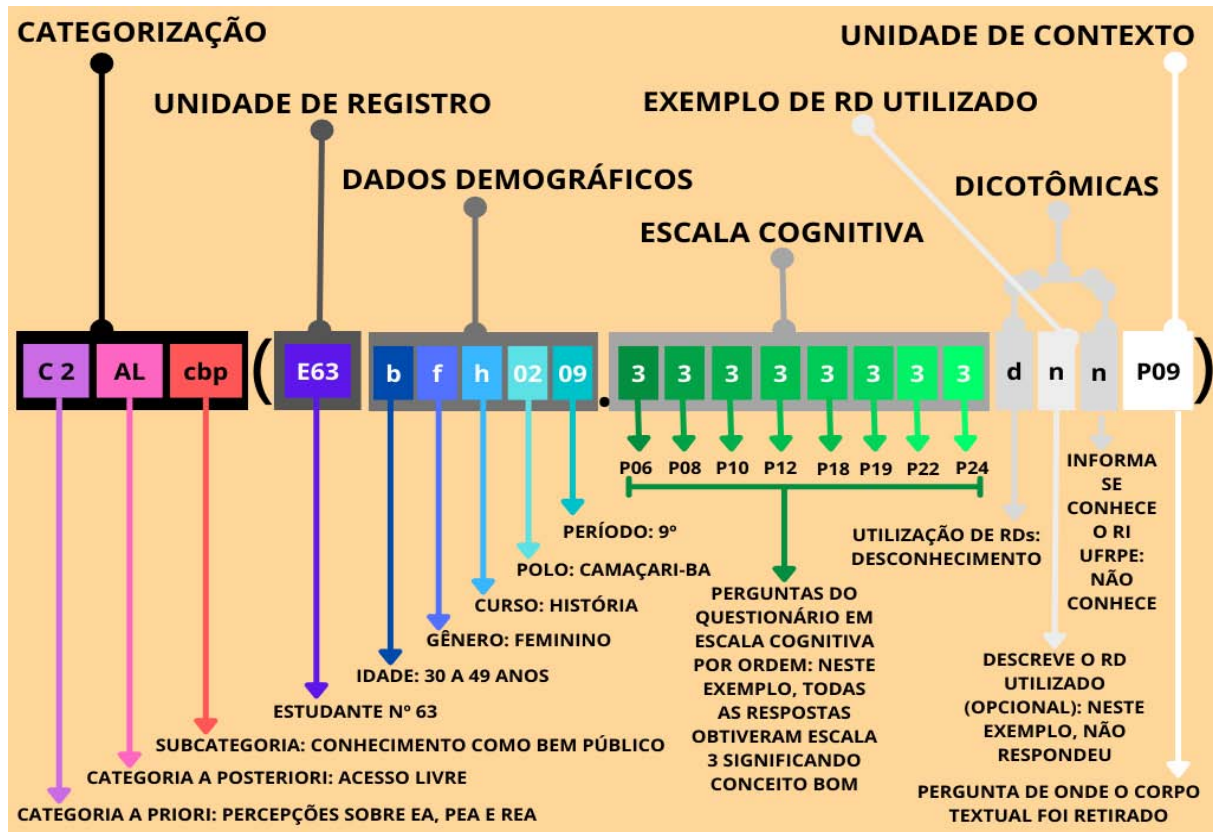 CATEGORIZAÇÃO
UNIDADE DE CONTEXTO
UNIDADE DE REGISTRO
EXEMPLO DE RD UTILIZADO
DADOS DEMOGRÁFICOS
DICOTÔMICAS
ESCALA COGNITIVA
C 2 AL cbp ( E63 b f h 02 09 . 3 3 3 3 3 3 3 3 d n n P09 )
P06 P08 P10 P12 P18 P19 P22 P24
INFORMA
SE
CONHECE
O RI
UFRPE:
NÃO
CONHECE
UTILIZAÇÃO DE RDs:
DESCONHECIMENTO
PERÍODO: 9º
POLO: CAMAÇARI-BA
CURSO: HISTÓRIA
GÊNERO: FEMININO
IDADE: 30 A 49 ANOS
ESTUDANTE Nº 63
SUBCATEGORIA: CONHECIMENTO COMO BEM PÚBLICO
CATEGORIA A POSTERIORI: ACESSO LIVRE
CATEGORIA A PRIORI: PERCEPÇÕES SOBRE EA, PEA E REA
PERGUNTAS DO
QUESTIONÁRIO EM
ESCALA COGNITIVA
POR ORDEM: NESTE
EXEMPLO, TODAS
AS RESPOSTAS
OBTIVERAM ESCALA
3 SIGNIFICANDO
CONCEITO BOM
DESCREVE O RD
UTILIZADO
(OPCIONAL): NESTE
EXEMPLO, NÃO
RESPONDEU
PERGUNTA DE ONDE O CORPO
TEXTUAL FOI RETIRADO